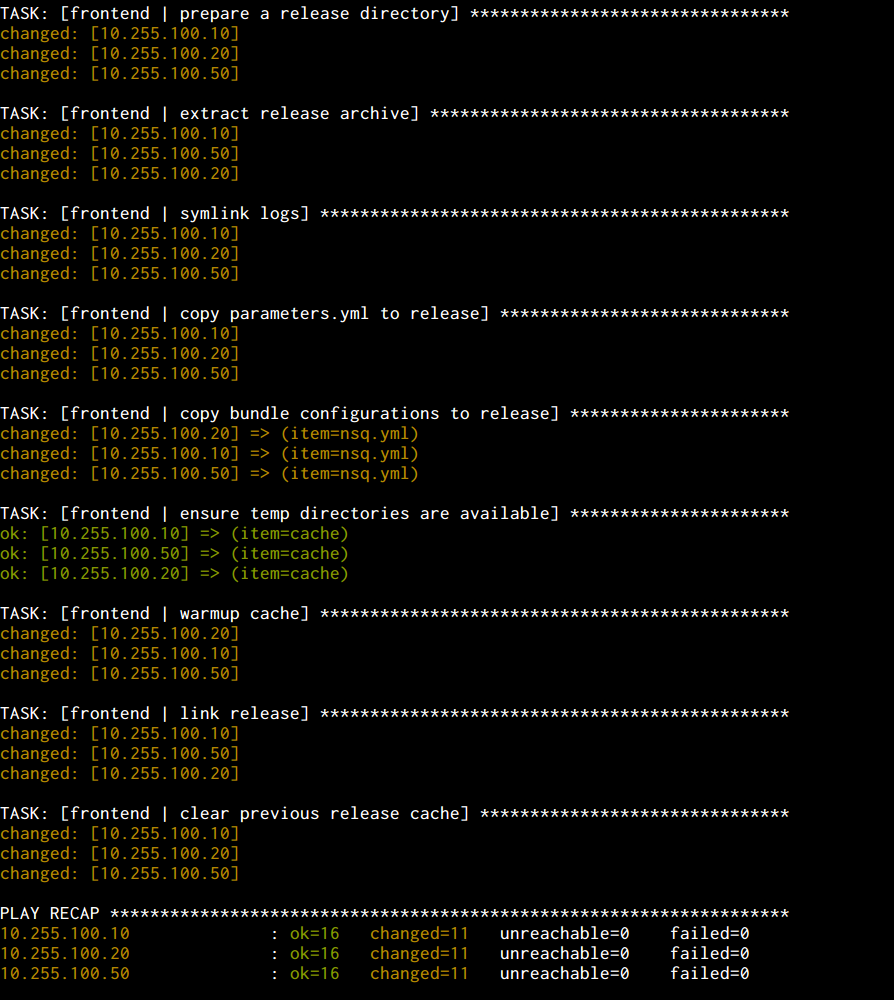 TASK: [frontend | prepare a release directory] ********************************
changed: [10.255.100.10]
changed: [10.255.100.20]
changed: [10.255.100.50]
TASK: [frontend | extract release archive] ************************************
changed: [10.255.100.10]
changed: [10.255.100.50]
changed: [10.255.100.20]
TASK: [frontend | symlink logs] ***********************************************
changed: [10.255.100.10]
changed: [10.255.100.20]
changed: [10.255.100.50]
TASK: [frontend | copy parameters.yml to release] *****************************
changed: [10.255.100.10]
changed: [10.255.100.20]
changed: [10.255.100.50]
TASK: [frontend | copy bundle configurations to release] **********************
changed: [10.255.100.20] => (item=nsq.yml)
changed: [10.255.100.10] => (item=nsq.yml)
changed: [10.255.100.50] => (item=nsq.yml)
TASK: [frontend | ensure temp directories are available] **********************
ok: [10.255.100.10] => (item=cache)
ok: [10.255.100.50] => (item=cache)
ok: [10.255.100.20] => (item=cache)
TASK: [frontend | warmup cache] ***********************************************
changed: [10.255.100.20]
changed: [10.255.100.10]
changed: [10.255.100.50]
TASK: [frontend | link release] ***********************************************
changed: [10.255.100.10]
changed: [10.255.100.50]
changed: [10.255.100.20]
TASK: [frontend | clear previous release cache] *******************************
changed: [10.255.100.10]
changed: [10.255.100.20]
changed: [10.255.100.50]
PLAY RECAP ********************************************************************
10.255.100.10              : ok=16   changed=11   unreachable=0    failed=0
10.255.100.20              : ok=16   changed=11   unreachable=0    failed=0
10.255.100.50              : ok=16   changed=11   unreachable=0    failed=0